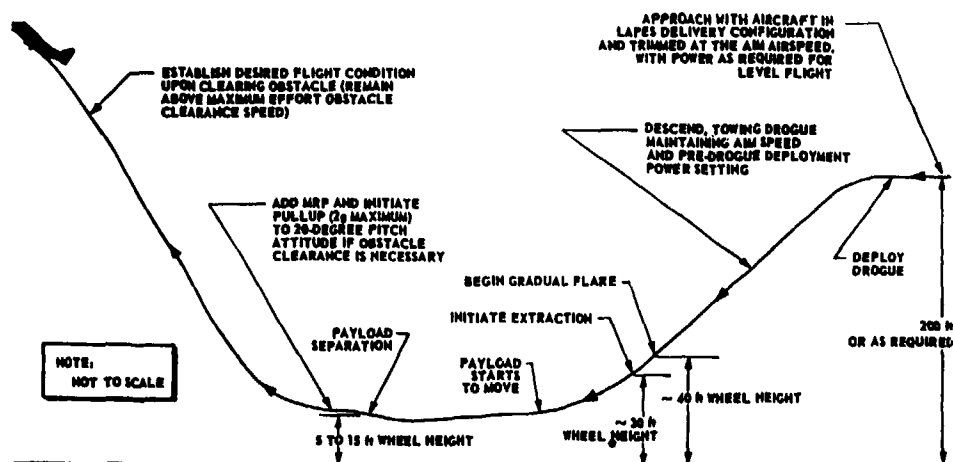 APPROACH WITH AIRCRAFT IN
LAPES DELIVERY CONFIGURATION
AND TRIMMED AT THE AIM AIRSPEED,
WITH POWER AS REQUIRED FOR
LEVEL FLIGHT
ESTABLISH DESIRED FLIGHT CONDITION
UPON CLEARING OBSTACLE (REMAIN
ABOVE MAXIMUM EFFORT OBSTACLE
CLEARANCE SPEED)
DESCEND, TOWING DROGUE
MAINTAINING AIM SPEED
AND PRE-DROGUE DEPLOYMENT
POWER SETTING
ADD MRP AND INITIATE
PULLUP (2g MAXIMUM)
TO 20-DEGREE PITCH
ATTITUDE IF OBSTACLE
CLEARANCE IS NECESSARY
DEPLOY
DROGUE
BEGIN GRADUAL FLARE
INITIATE EXTRACTION
200 ft
OR AS REQUIRED
PAYLOAD
SEPARATION
PAYLOAD
STARTS
TO MOVE
NOTE:
NOT TO SCALE
~ 60 ft WHEEL HEIGHT
~ 30 ft
WHEEL HEIGHT
5 TO 15 ft WHEEL HEIGHT